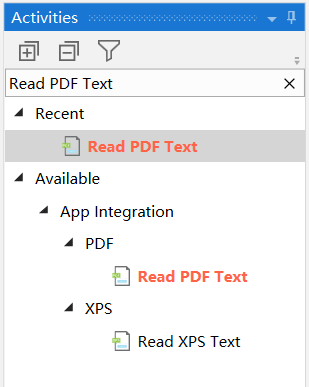 Activities
Read PDF Text
Recent
Read PDF Text
Available
App Integration
PDF
Read PDF Text
XPS
Read XPS Text